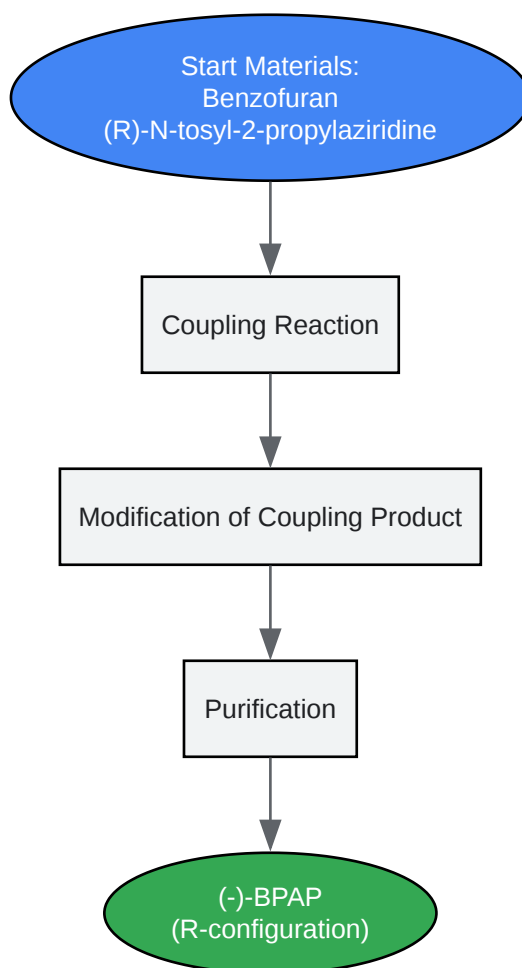 Start Materials:
Benzofuran
(R)-N-tosyl-2-propylaziridine
Coupling Reaction
Modification of Coupling Product
Purification
(-)-BPAP
(R-configuration)